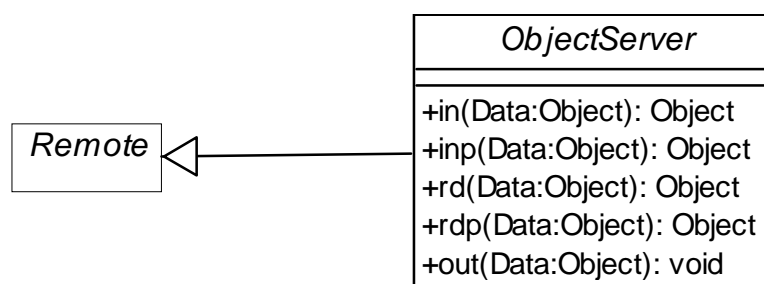 ObjectServer
Remote
+in(Data:Object): Object
+inp(Data:Object): Object
+rd(Data:Object): Object
+rdp(Data:Object): Object
+out(Data:Object): void